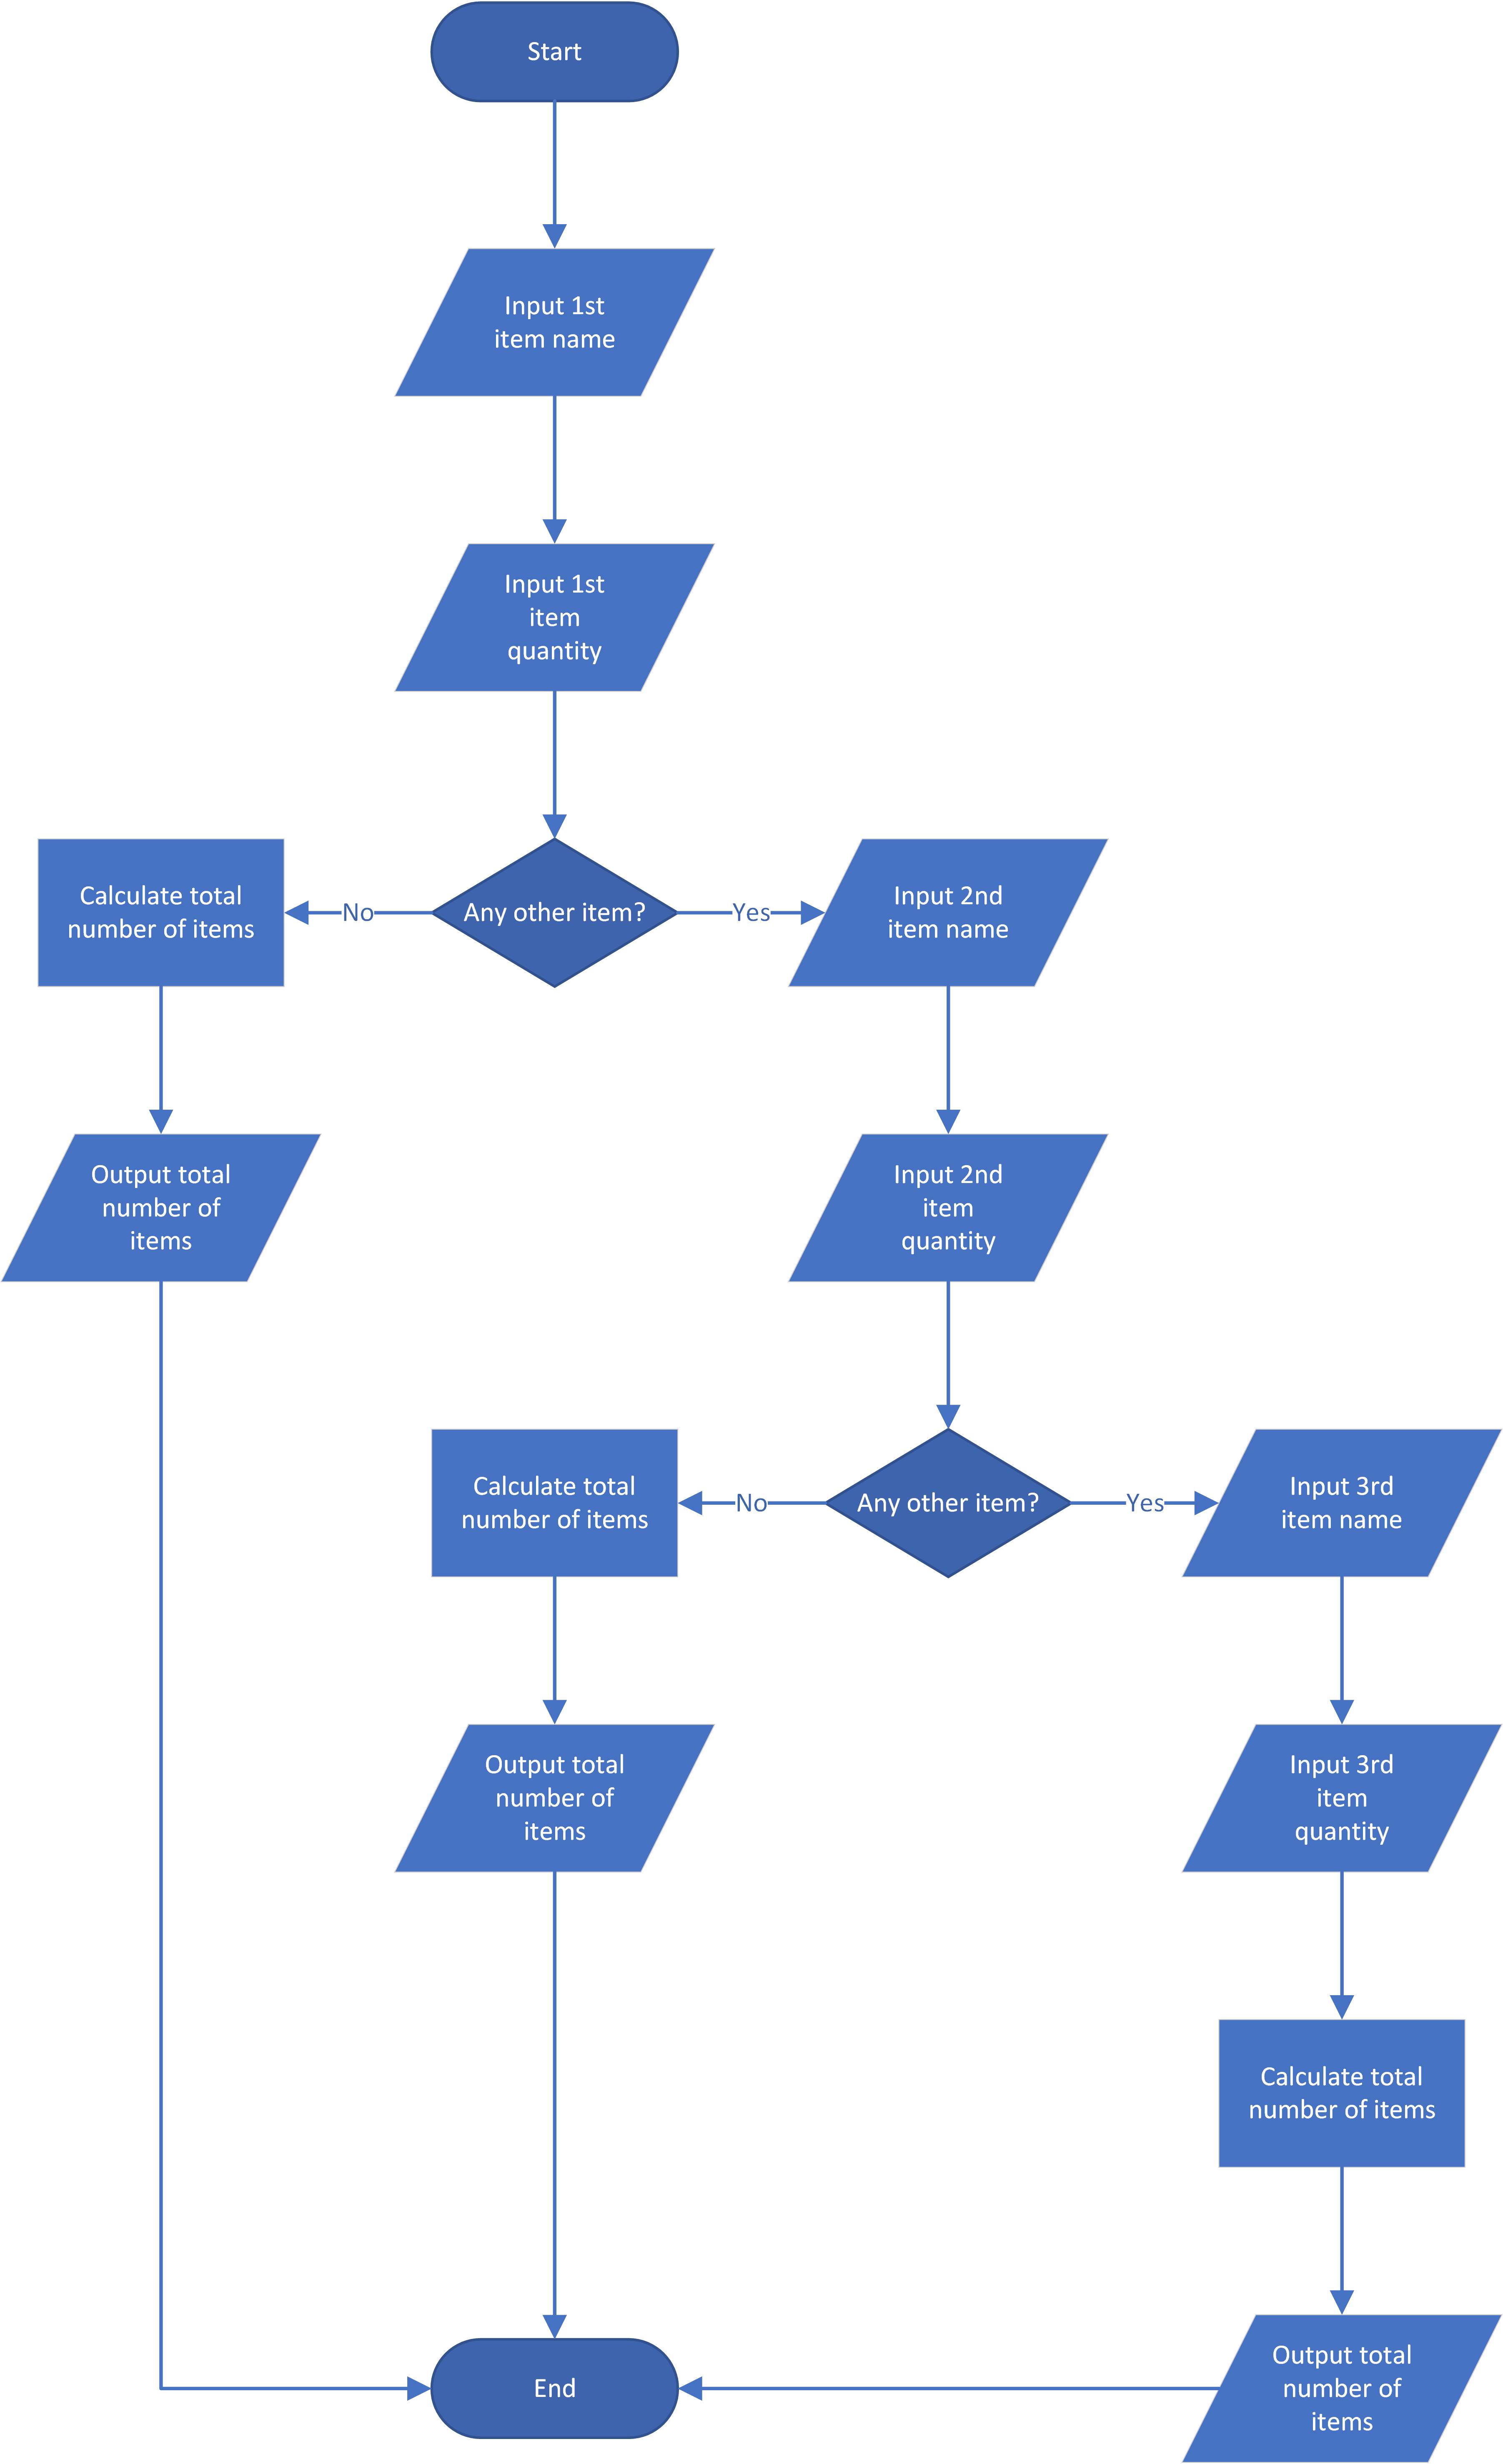 Start
Input 1st
item name
Input 1st
item
quantity
Calculate total
number of items
No
Any other item?
Yes
Input 2nd
item name
Output total
number of
items
Input 2nd
item
quantity
Calculate total
number of items
No
Any other item?
Yes
Input 3rd
item name
Output total
number of
items
Input 3rd
item
quantity
Calculate total
number of items
End
Output total
number of
items